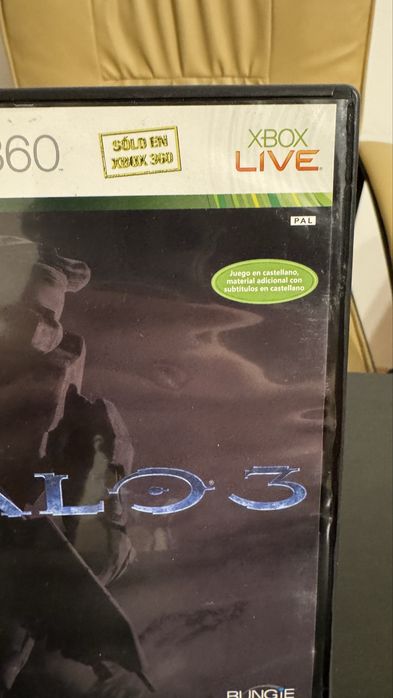 360
SÓLO EN
XBOX 360
XBOX
LIVE
PAL
Juego en castellano,
material adicional con
subtítulos en castellano
ALO 3
BUNGIE